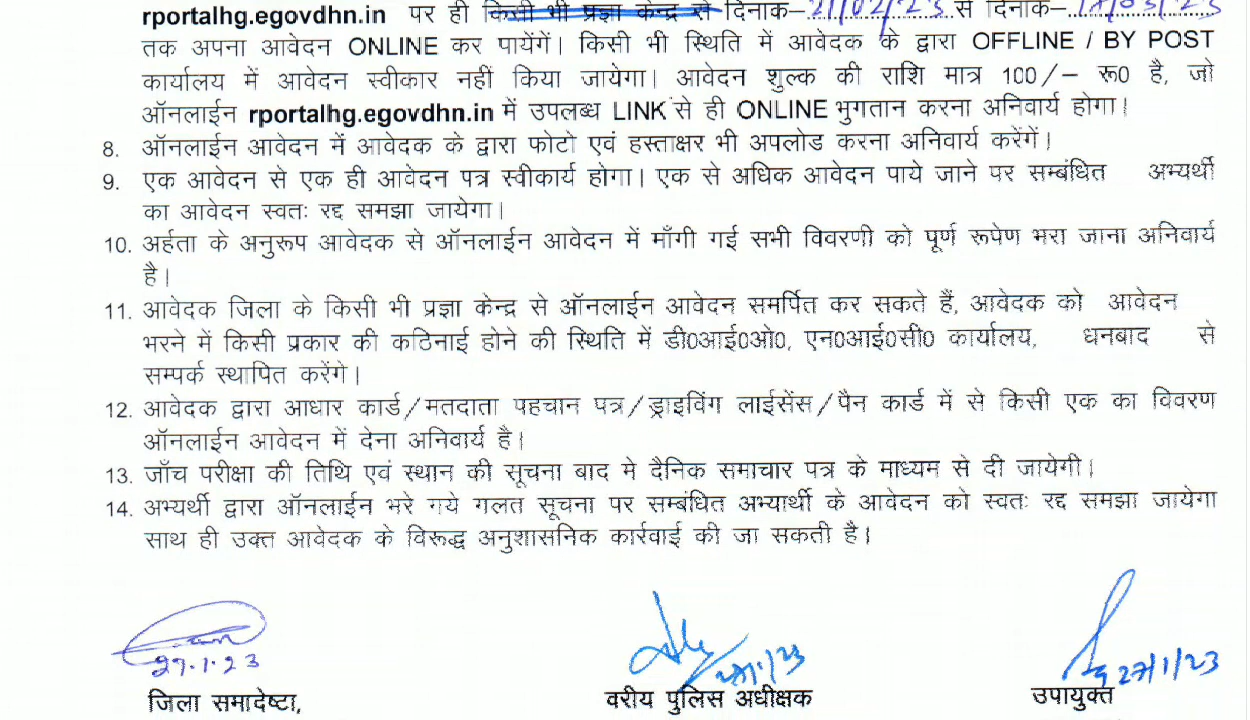 rportalhg.egovdhn.in पर ही किसी भी प्रज्ञा केन्द्र से दिनाक–21/02/23 से दिनांक–17/03/23
तक अपना आवेदन ONLINE कर पायेंगें। किसी भी स्थिति में आवेदक के द्वारा OFFLINE / BY POST
कार्यालय में आवेदन स्वीकार नहीं किया जायेगा। आवेदन शुल्क की राशि मात्र 100/– रू0 है, जो
ऑनलाईन rportalhg.egovdhn.in में उपलब्ध LINK से ही ONLINE भुगतान करना अनिवार्य होगा।
8. ऑनलाईन आवेदन में आवेदक के द्वारा फोटो एवं हस्ताक्षर भी अपलोड करना अनिवार्य करेंगें।
9. एक आवेदन से एक ही आवेदन पत्र स्वीकार्य होगा। एक से अधिक आवेदन पाये जाने पर सम्बंधित अभ्यर्थी
का आवेदन स्वतः रद्द समझा जायेगा।
10. अर्हता के अनुरूप आवेदक से ऑनलाईन आवेदन में माँगी गई सभी विवरणी को पूर्ण रूपेण भरा जाना अनिवार्य
है।
11. आवेदक जिला के किसी भी प्रज्ञा केन्द्र से ऑनलाईन आवेदन समर्पित कर सकते हैं, आवेदक को आवेदन
भरने में किसी प्रकार की कठिनाई होने की स्थिति में डी0आई0ओ0, एन0आई0सी0 कार्यालय, धनबाद से
सम्पर्क स्थापित करेंगे।
12. आवेदक द्वारा आधार कार्ड/मतदाता पहचान पत्र/ड्राइविंग लाईसेंस/पैन कार्ड में से किसी एक का विवरण
ऑनलाईन आवेदन में देना अनिवार्य है।
13. जाँच परीक्षा की तिथि एवं स्थान की सूचना बाद मे दैनिक समाचार पत्र के माध्यम से दी जायेगी।
14. अभ्यर्थी द्वारा ऑनलाईन भरे गये गलत सूचना पर सम्बंधित अभ्यार्थी के आवेदन को स्वतः रद्द समझा जायेगा
साथ ही उक्त आवेदक के विरूद्ध अनुशासनिक कार्रवाई की जा सकती है।
27.1.23 27/1/23 27/1/23
जिला समादेष्टा, वरीय पुलिस अधीक्षक उपायुक्त